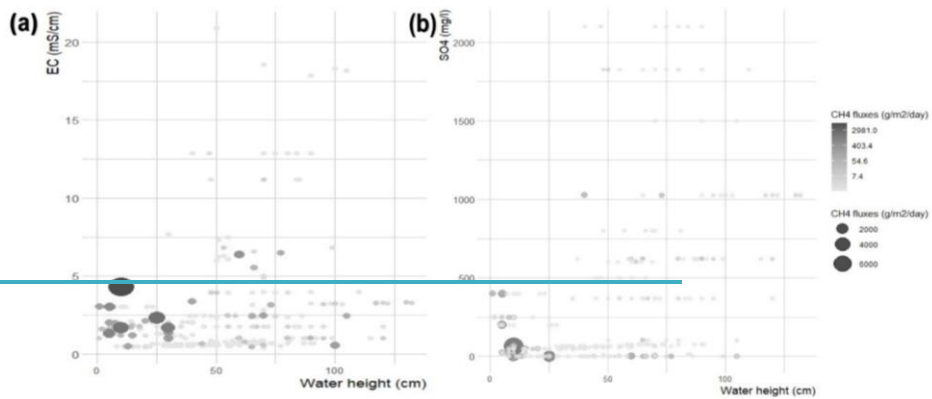 (a)
EC (mS/cm)
20
15
10
5
0
0
50
100
Water height (cm)
(b)
SO4 (mg/l)
2000
1500
1000
500
0
0
50
100
Water height (cm)
CH4 fluxes (g/m2/day)
2981.0
403.4
54.6
7.4
CH4 fluxes (g/m2/day)
2000
4000
6000